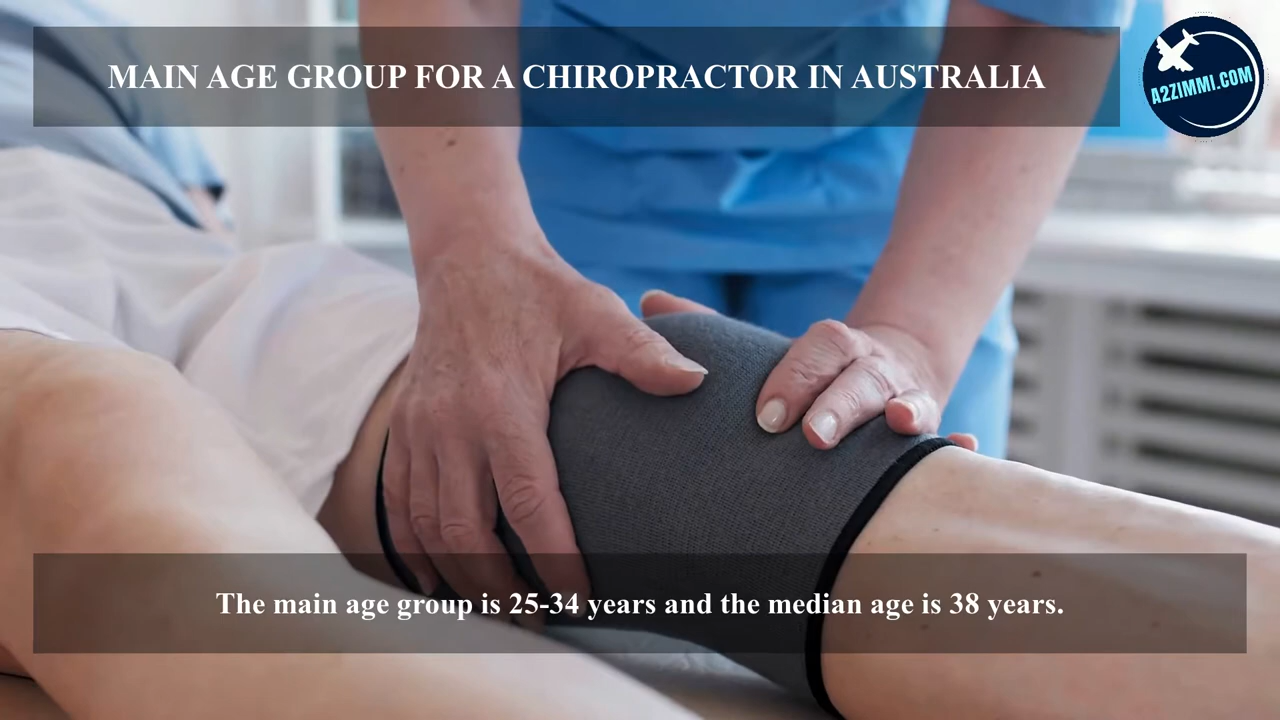 MAIN AGE GROUP FOR A CHIROPRACTOR IN AUSTRALIA
A2ZIMMI.COM
The main age group is 25-34 years and the median age is 38 years.